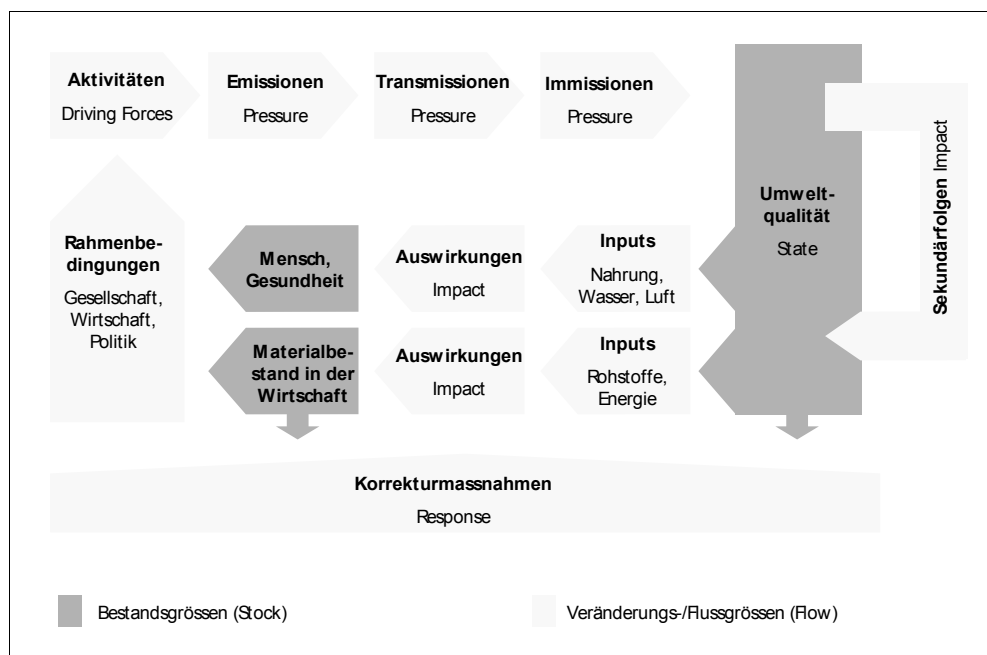 Aktivitäten
Driving Forces
Emissionen
Pressure
Transmissionen
Pressure
Immissionen
Pressure
Umwelt-
qualität
State
Sekundärfolgen Impact
Rahmenbe-
dingungen
Gesellschaft,
Wirtschaft,
Politik
Mensch,
Gesundheit
Auswirkungen
Impact
Inputs
Nahrung,
Wasser, Luft
Materialbe-
stand in der
Wirtschaft
Auswirkungen
Impact
Inputs
Rohstoffe,
Energie
Korrekturmassnahmen
Response
Bestandsgrössen (Stock)
Veränderungs-/Flussgrössen (Flow)